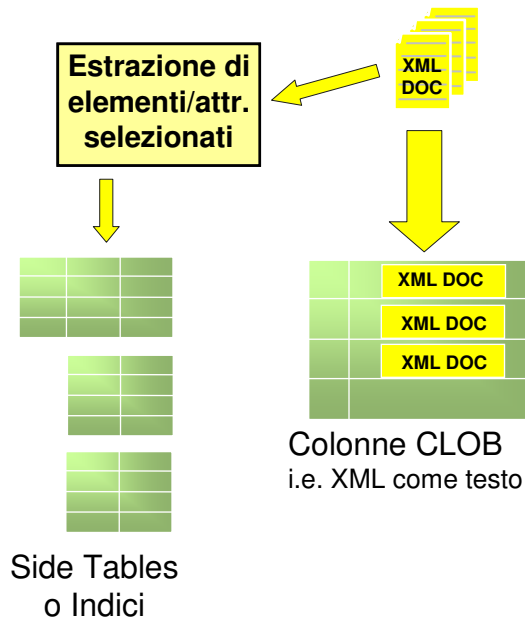 Estrazione di
elementi/attr.
selezionati
XML
DOC
XML DOC
XML DOC
XML DOC
Colonne CLOB
i.e. XML come testo
Side Tables
o Indici